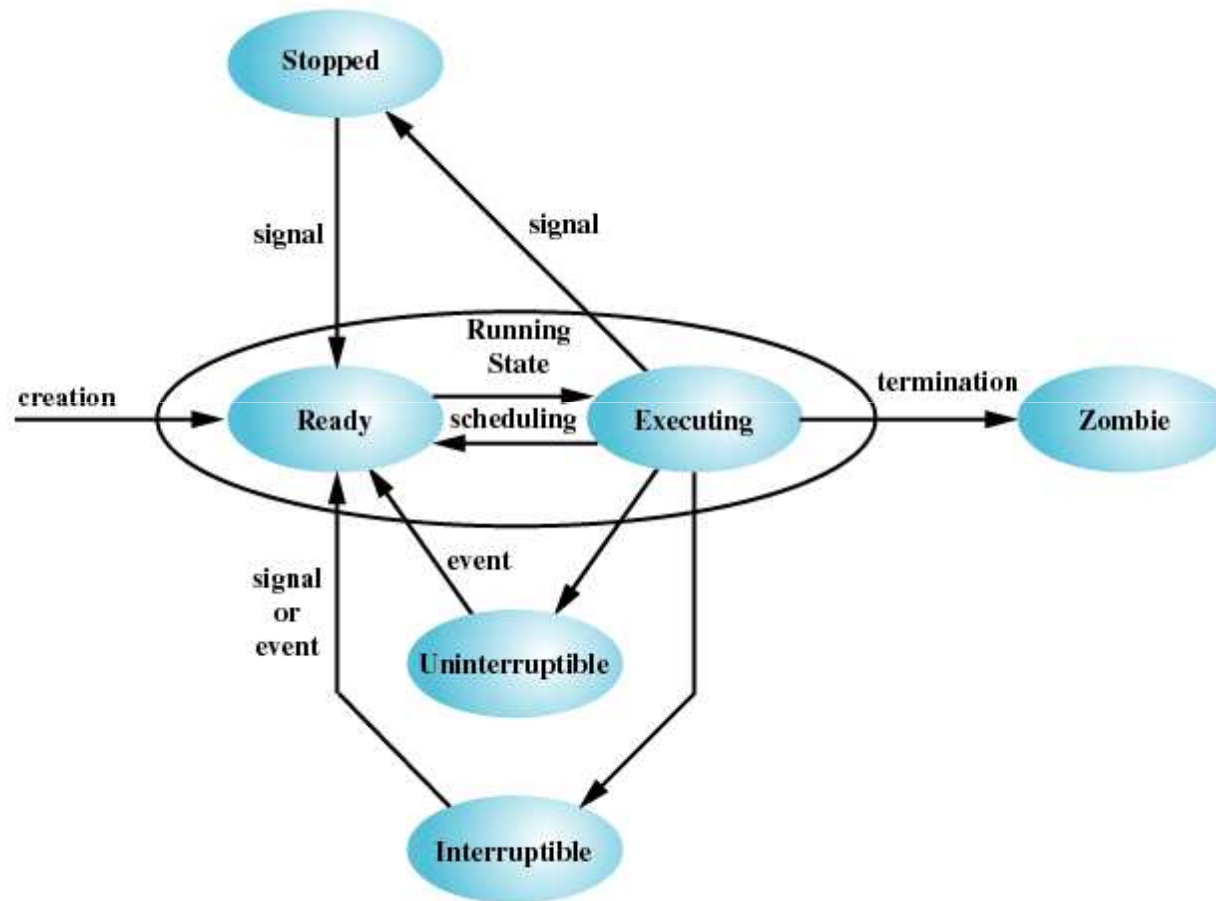 Stopped
signal
signal
Running
State
creation
Ready
scheduling
Executing
termination
Zombie
event
signal
or
event
Uninterruptible
Interruptible